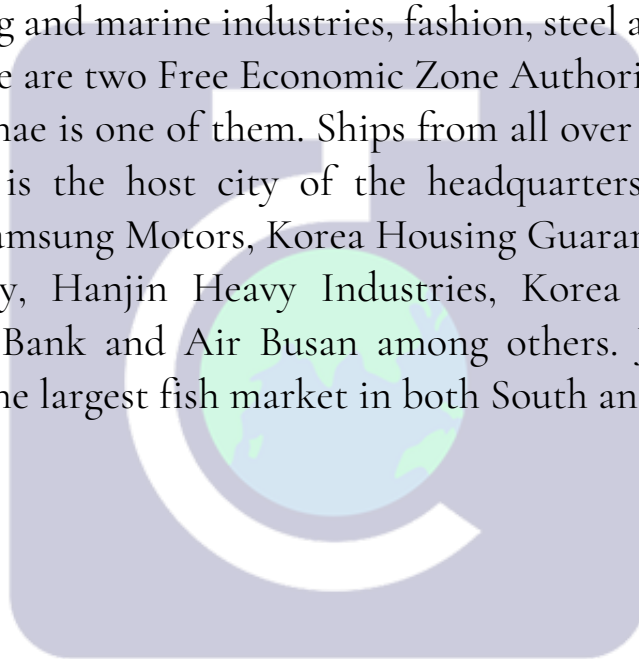 g and marine industries, fashion, steel a
e are two Free Economic Zone Authori
nae is one of them. Ships from all over
is the host city of the headquarters
amsung Motors, Korea Housing Guaran
y, Hanjin Heavy Industries, Korea
Bank and Air Busan among others. J
he largest fish market in both South an